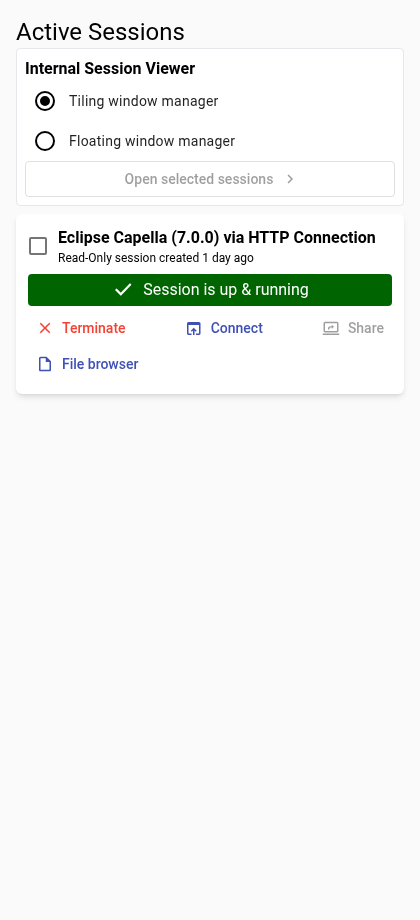 Active Sessions
Internal Session Viewer
Tiling window manager
Floating window manager
Open selected sessions
Eclipse Capella (7.0.0) via HTTP Connection
Read-Only session created 1 day ago
Session is up & running
Terminate Connect Share
File browser